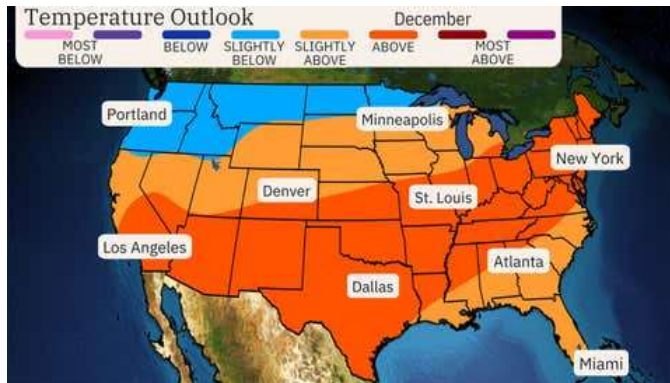 Temperature Outlook
December
MOST
BELOW
BELOW
SLIGHTLY
BELOW
SLIGHTLY
ABOVE
ABOVE
MOST
ABOVE
Portland
Minneapolis
New York
Denver
St. Louis
Los Angeles
Atlanta
Dallas
Miami